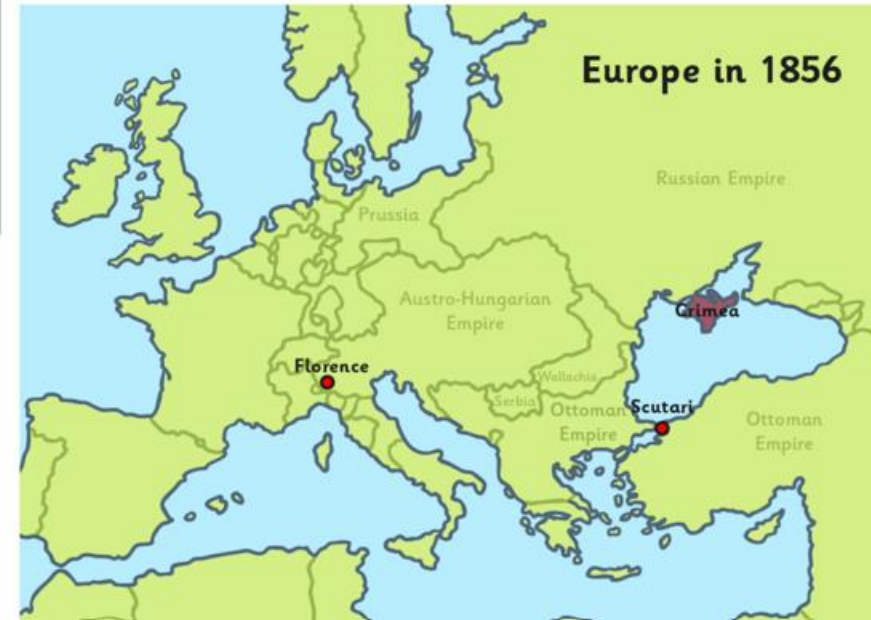 Europe in 1856
Russian Empire
Prussia
Austro-Hungarian
Empire
Crimea
Florence
Wallachia
Serbia
Ottoman
Empire
Scutari
Ottoman
Empire